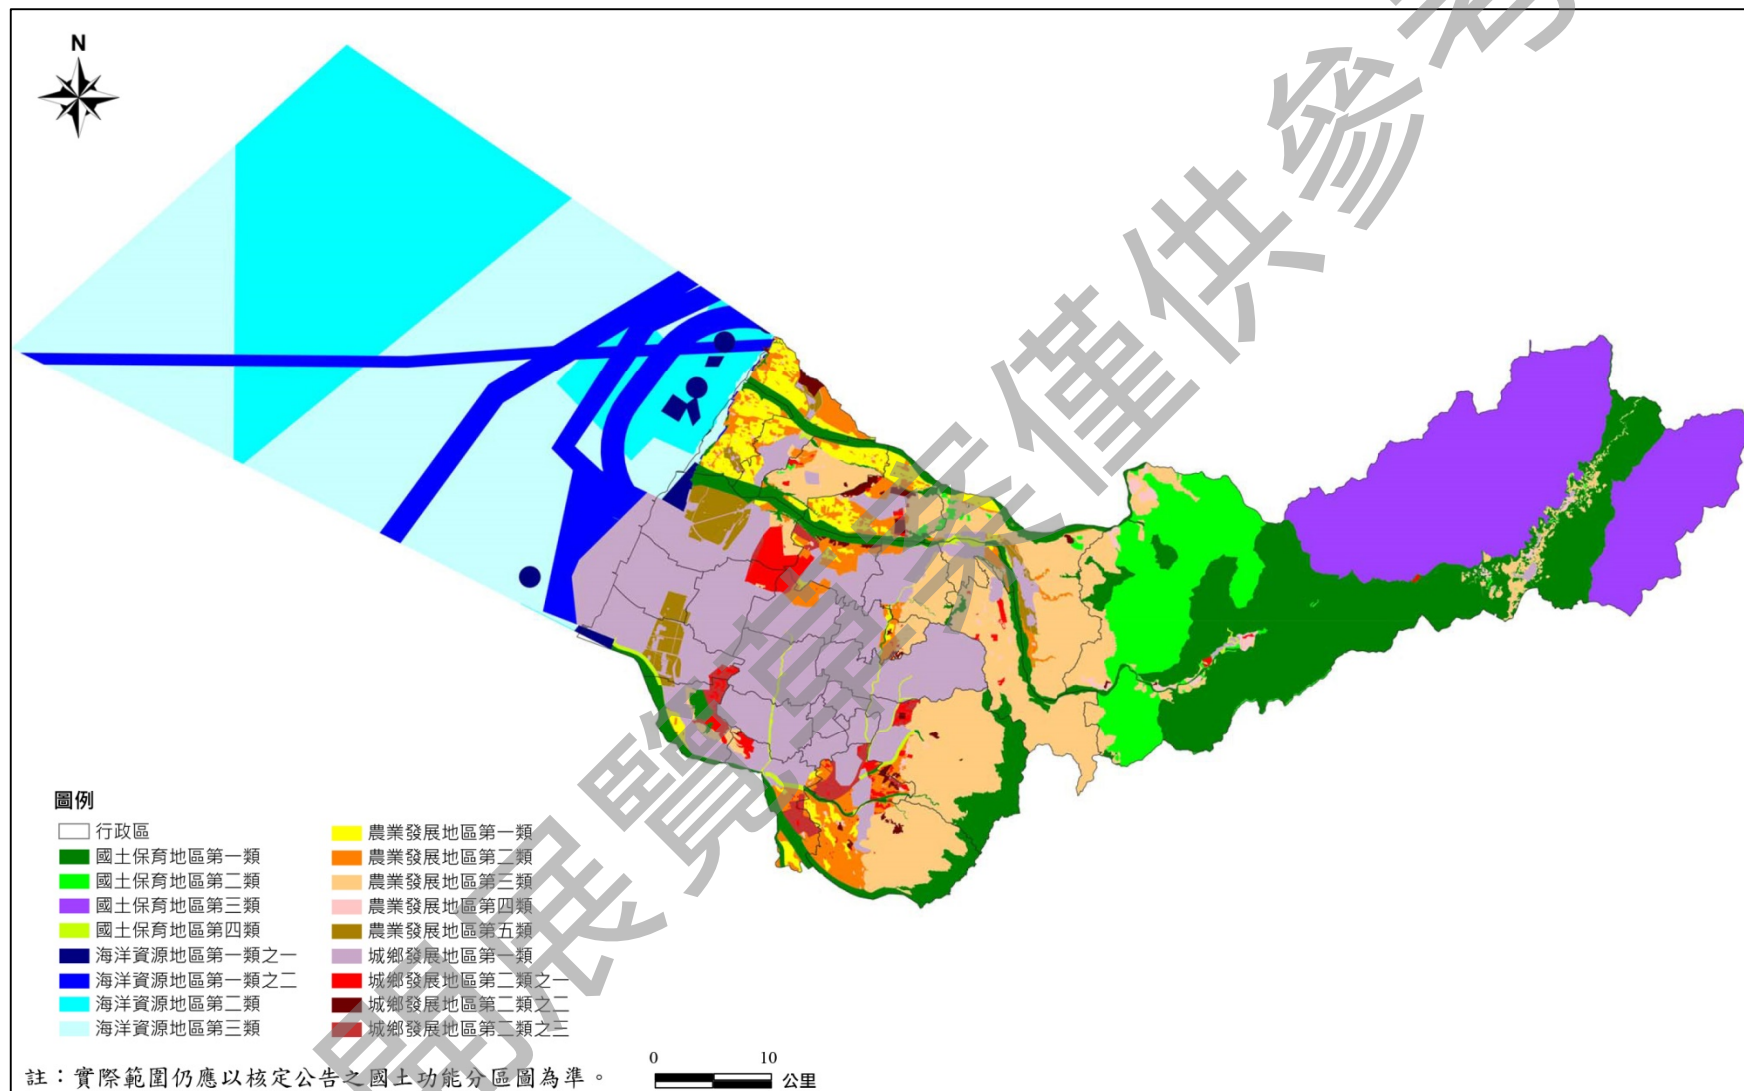 N
圖例
行政區
國土保育地區第一類
國土保育地區第二類
國土保育地區第三類
國土保育地區第四類
海洋資源地區第一類之一
海洋資源地區第一類之二
海洋資源地區第二類
海洋資源地區第三類
農業發展地區第一類
農業發展地區第二類
農業發展地區第三類
農業發展地區第四類
農業發展地區第五類
城鄉發展地區第一類
城鄉發展地區第二類之一
城鄉發展地區第二類之二
城鄉發展地區第二類之三
註：實際範圍仍應以核定公告之國土功能分區圖為準。
0 10
公里
開展覽草案僅供參考